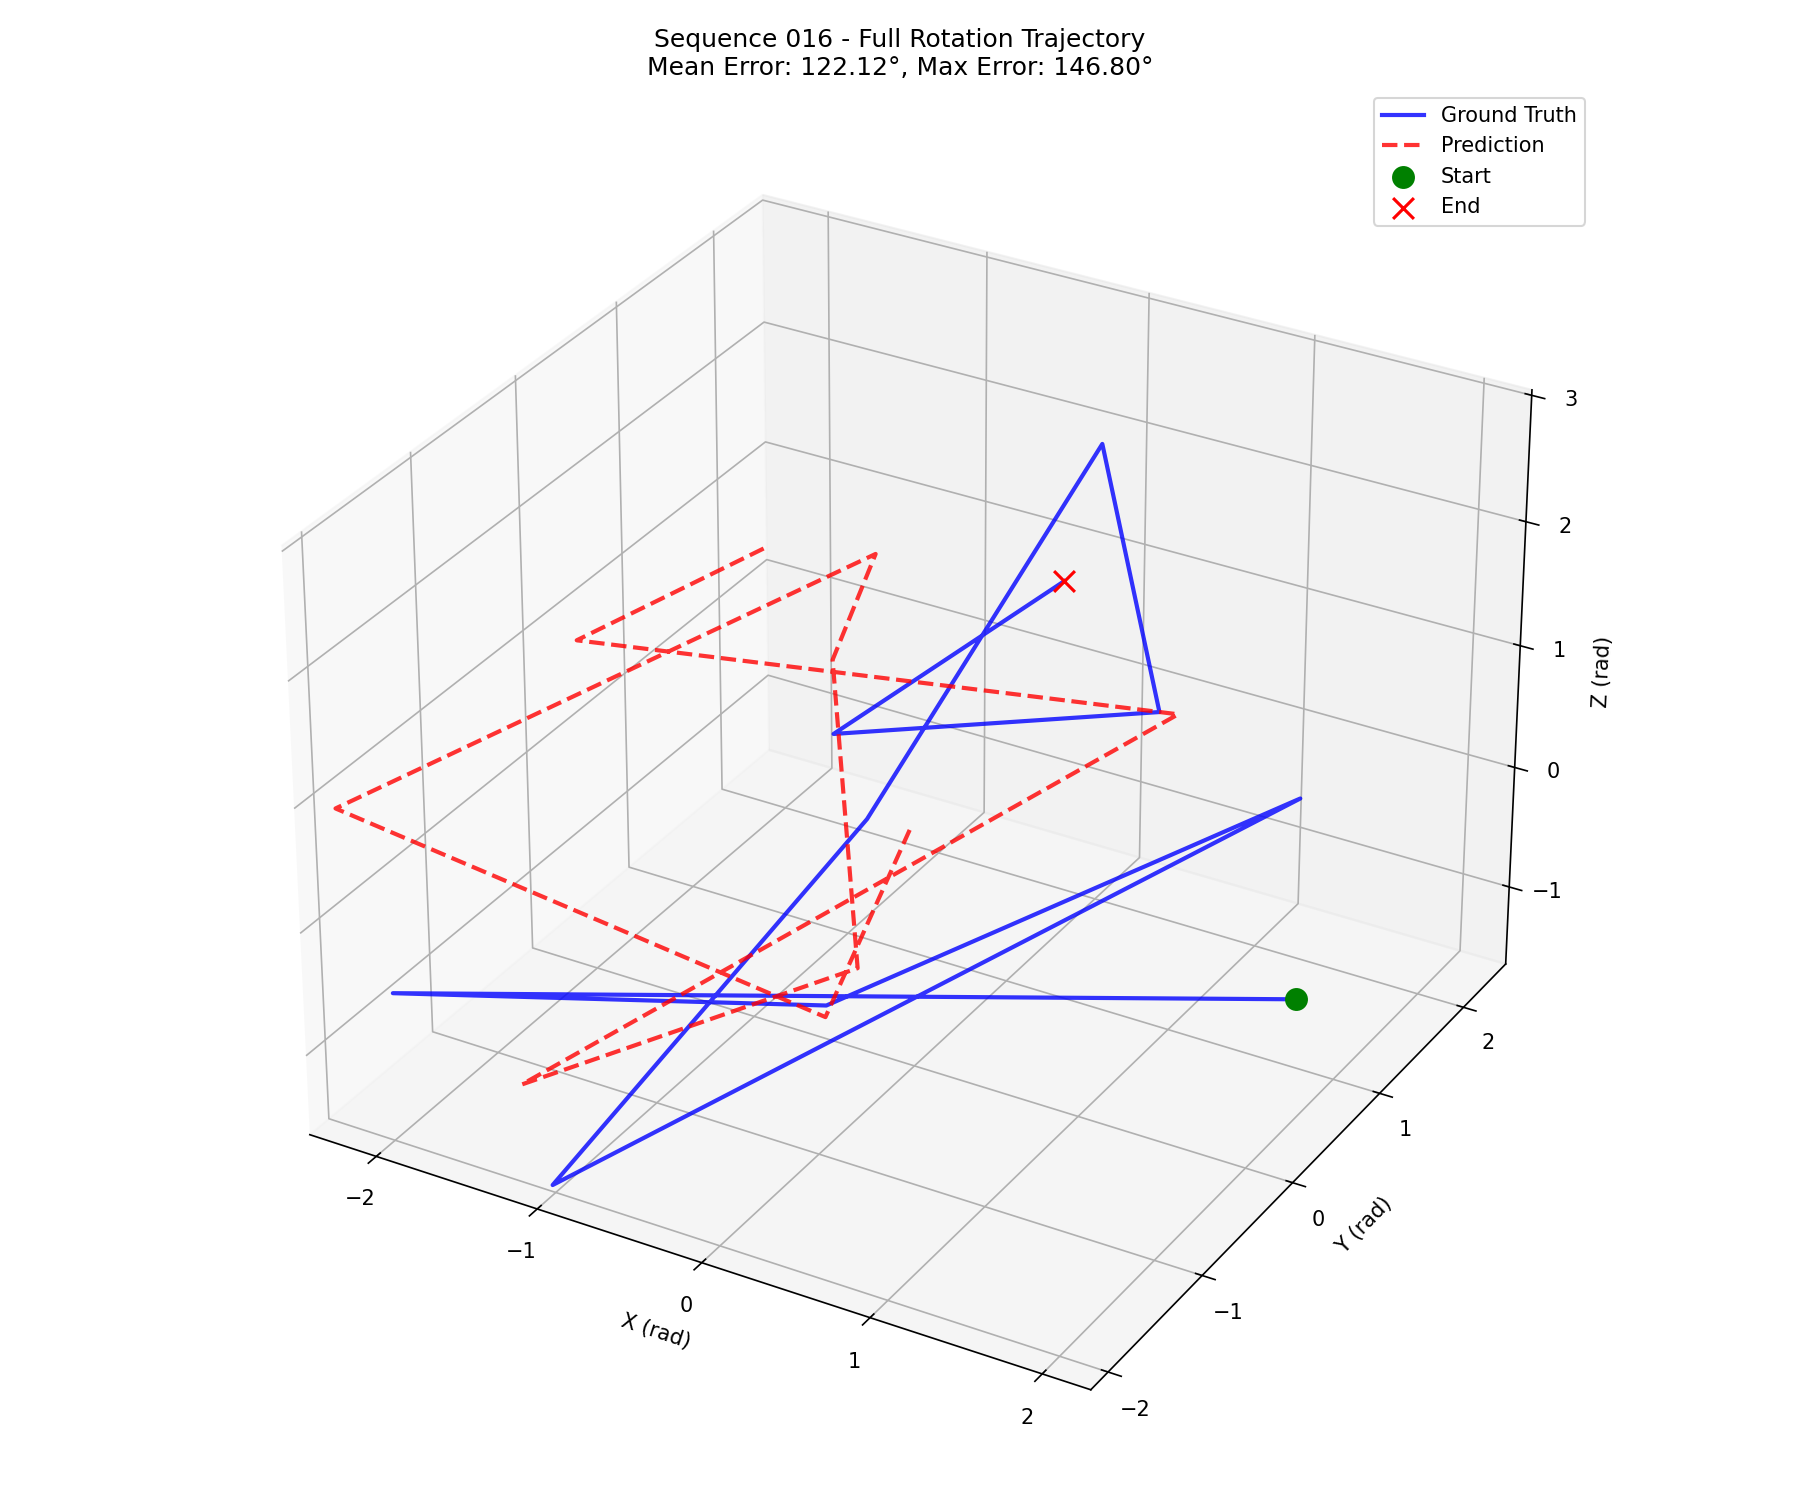 Sequence 016 - Full Rotation Trajectory
Mean Error: 122.12°, Max Error: 146.80°
Ground Truth
Prediction
Start
End
3
2
1
0
−1
Z (rad)
2
1
0
−1
−2
Y (rad)
−2
−1
0
1
2
X (rad)